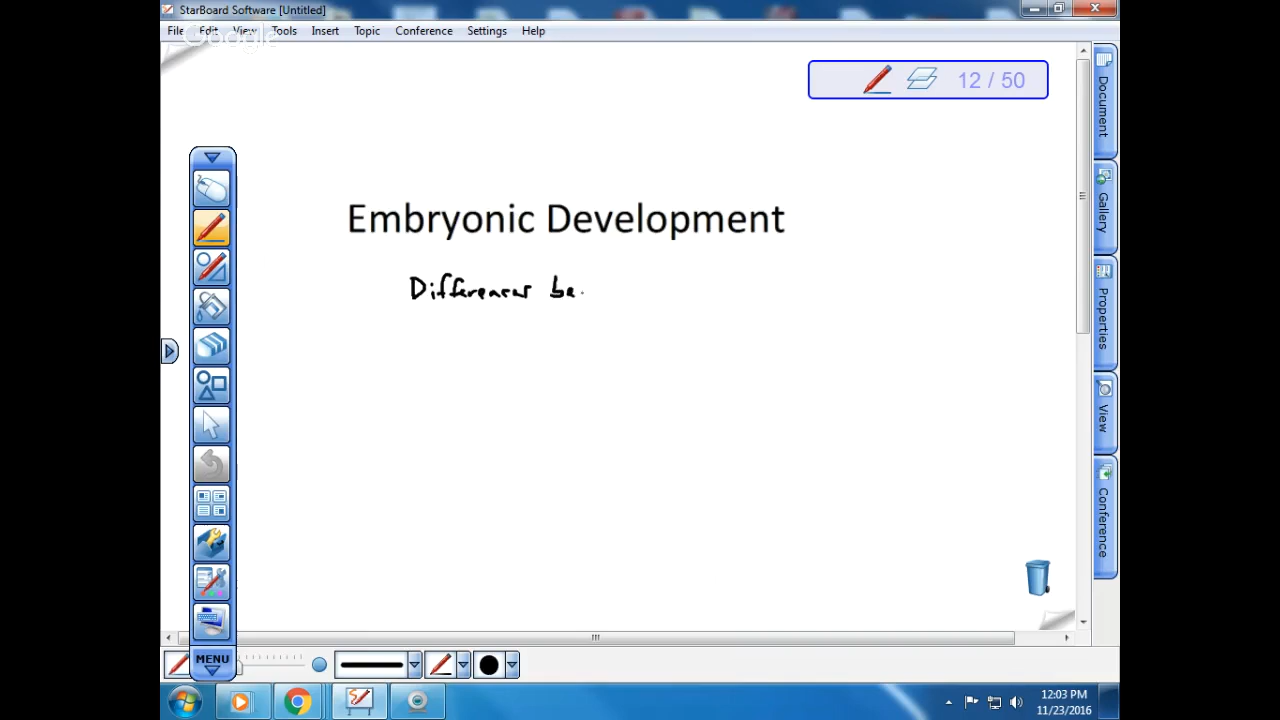 StarBoard Software [Untitled]
File Edit View Tools Insert Topic Conference Settings Help
Google
12 / 50
Document
Gallery
Properties
View
Conference
Embryonic Development
Differences be
MENU
12:03 PM
11/23/2016